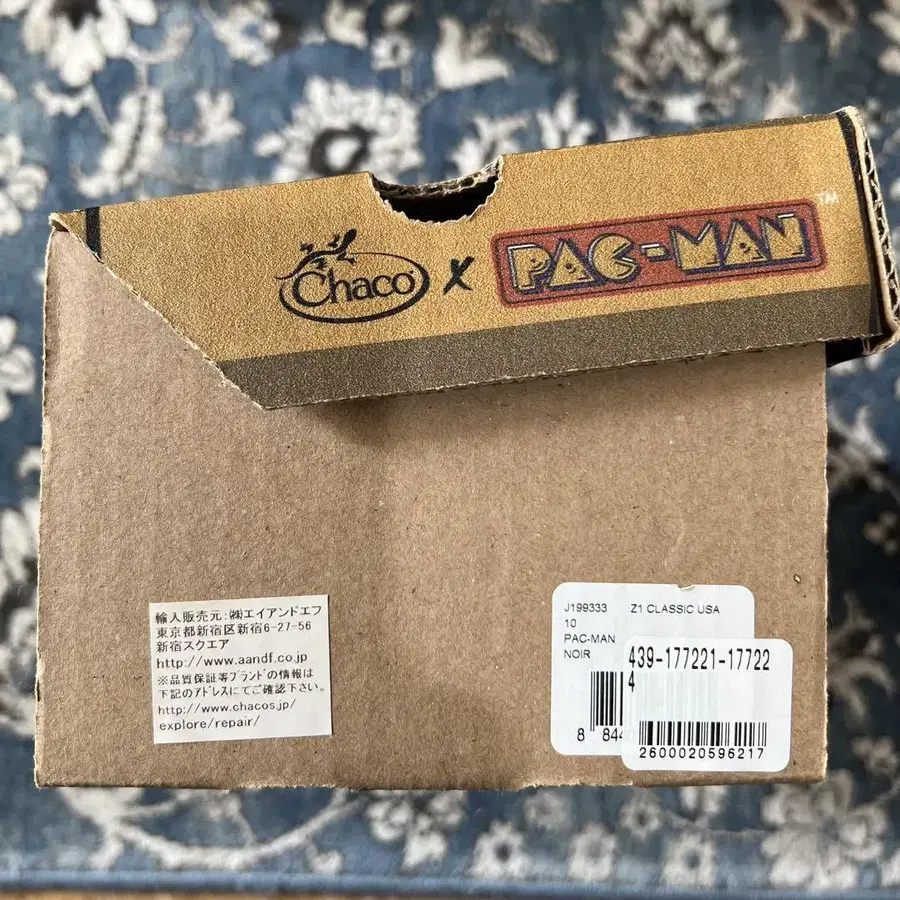 Chaco X PAC-MAN™
輸入販売元:㈱エイアンドエフ
東京都新宿区新宿6-27-56
新宿スクエア
http://www.aandf.co.jp
※品質保証等ブランドの情報は
下記のアドレスにてご確認下さい。
http://www.chacos.jp/
explore/repair/
J199333 Z1 CLASSIC USA
10
PAC-MAN
NOIR
439-177221-17722
4
8 844
2600020596217